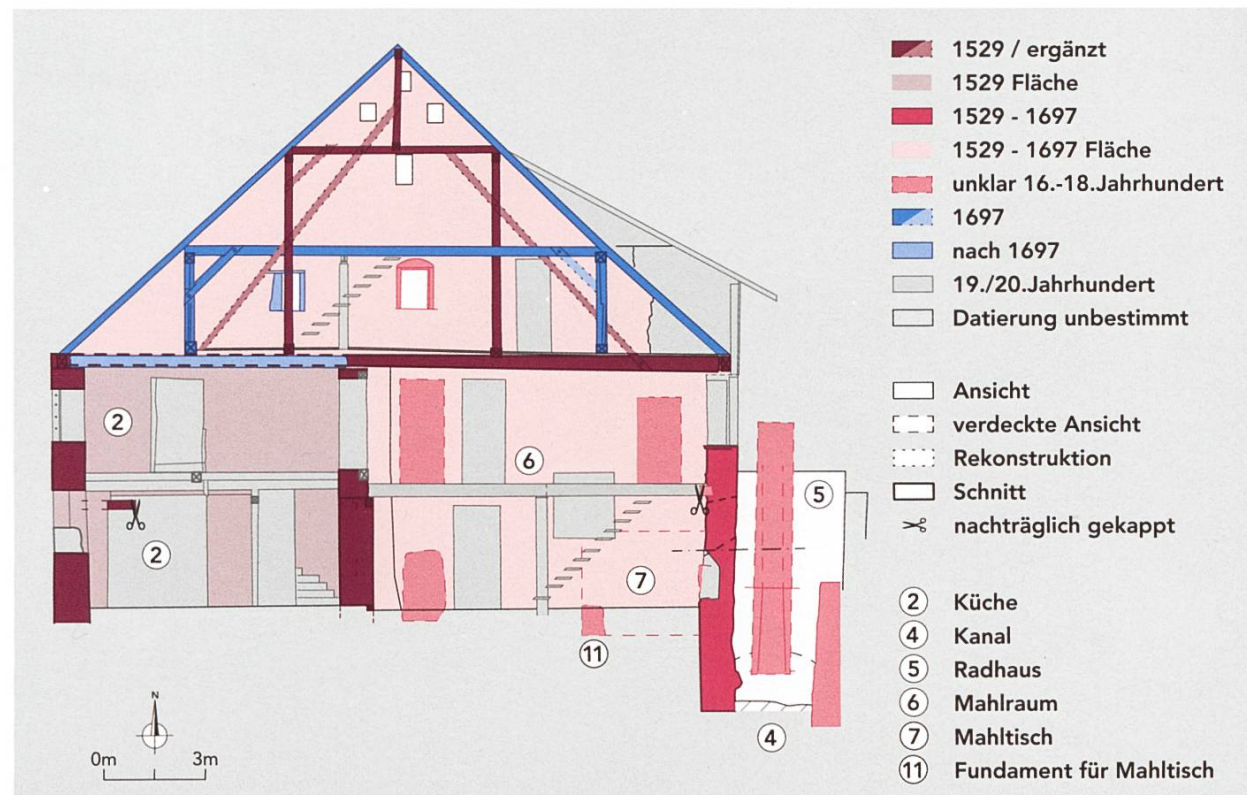 1529 / ergänzt
1529 Fläche
1529 - 1697
1529 - 1697 Fläche
unklar 16.-18.Jahrhundert
1697
nach 1697
19./20.Jahrhundert
Datierung unbestimmt
Ansicht
verdeckte Ansicht
Rekonstruktion
Schnitt
nachträglich gekappt
2 Küche
4 Kanal
5 Radhaus
6 Mahlraum
7 Mahltisch
11 Fundament für Mahltisch
2
6
5
2
7
11
4
N
0m 3m